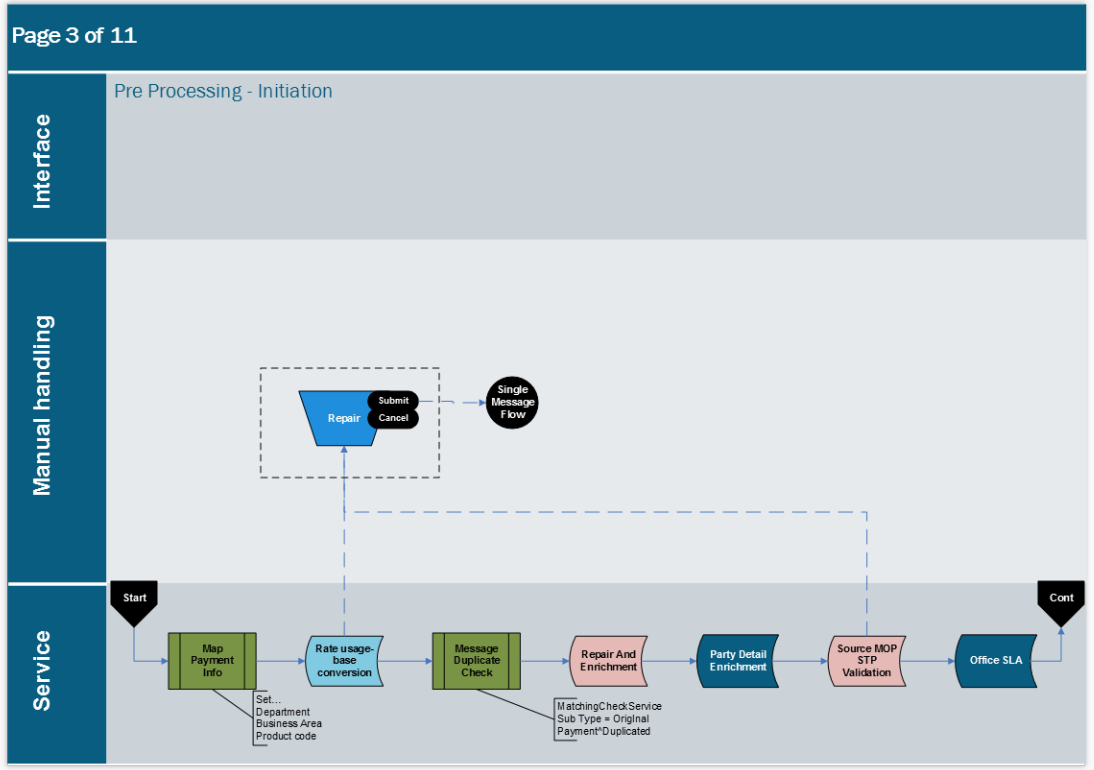 Page 3 of 11
Interface
Pre Processing - Initiation
Manual handling
Repair
Submit
Cancel
Single
Message
Flow
Service
Start
Cont
Map
Payment
Info
Rate usage-
base
conversion
Message
Duplicate
Check
Repair And
Enrichment
Party Detail
Enrichment
Source MOP
STP
Validation
Office SLA
Set...
Department
Business Area
Product code
MatchingCheckService
Sub Type = Original
Payment^Duplicated